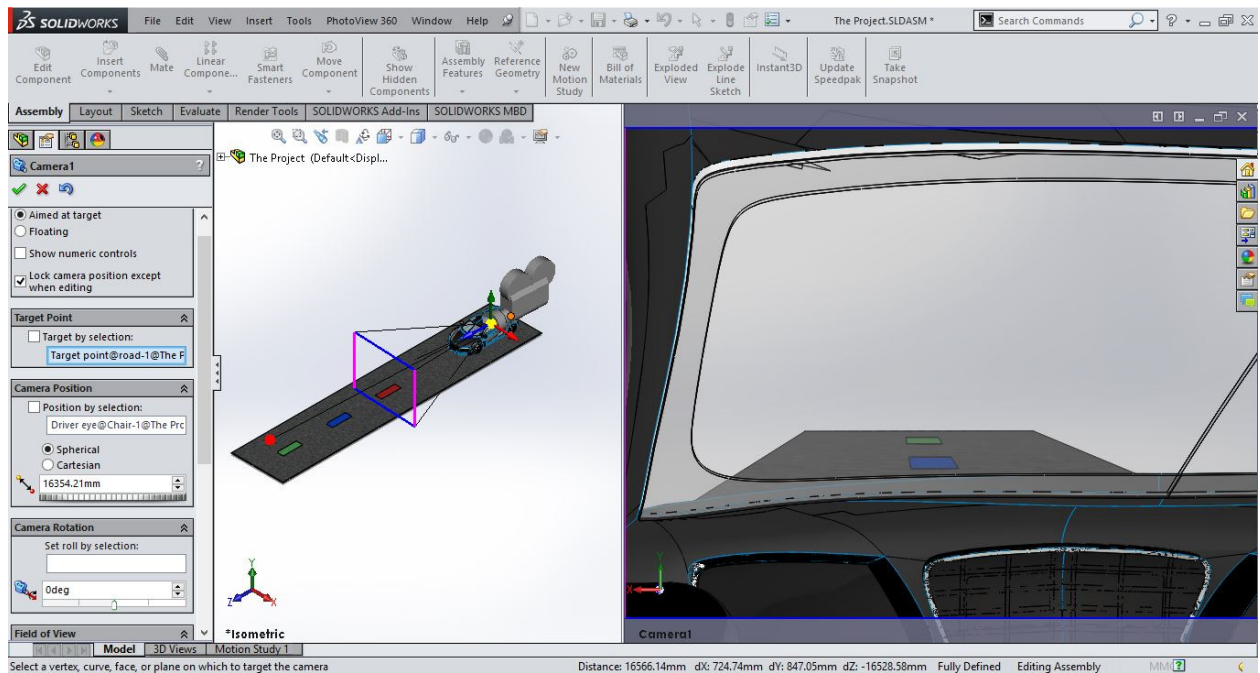 SOLIDWORKS File Edit View Insert Tools PhotoView 360 Window Help The Project.SLDASM * Search Commands
Edit Component
Insert Components
Mate
Linear Compone...
Smart Fasteners
Move Component
Show Hidden Components
Assembly Features
Reference Geometry
New Motion Study
Bill of Materials
Exploded View
Explode Line Sketch
Instant3D
Update Speedpak
Take Snapshot
Assembly Layout Sketch Evaluate Render Tools SOLIDWORKS Add-Ins SOLIDWORKS MBD
The Project (Default<Displ...
Camera1 ?
Aimed at target
Floating
Show numeric controls
Lock camera position except
when editing
Target Point
Target by selection:
Target point@road-1@The P
Camera Position
Position by selection:
Driver eye@Chair-1@The Prc
Spherical
Cartesian
16354.21mm
Camera Rotation
Set roll by selection:
0deg
Field of View
Y
Z X
*Isometric
Y
X
Camera1
Model 3D Views Motion Study 1
Select a vertex, curve, face, or plane on which to target the camera Distance: 16566.14mm dX: 724.74mm dY: 847.05mm dZ: -16528.58mm Fully Defined Editing Assembly